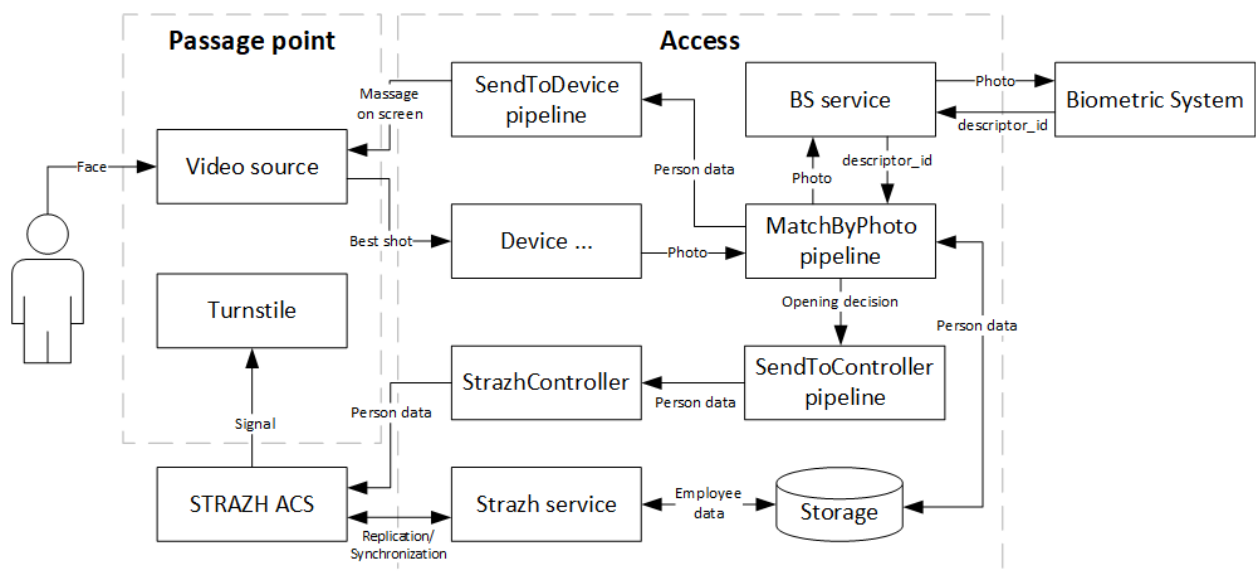 Passage point
Access
SendToDevice
pipeline
BS service
Photo
Biometric System
descriptor_id
Massage
on screen
Face
Video source
Person data
Photo
descriptor_id
Best shot
Device ...
Photo
MatchByPhoto
pipeline
Turnstile
Opening decision
Person data
StrazhController
Person data
SendToController
pipeline
Person data
Signal
STRAZH ACS
Replication/
Synchronization
Strazh service
Employee
data
Storage